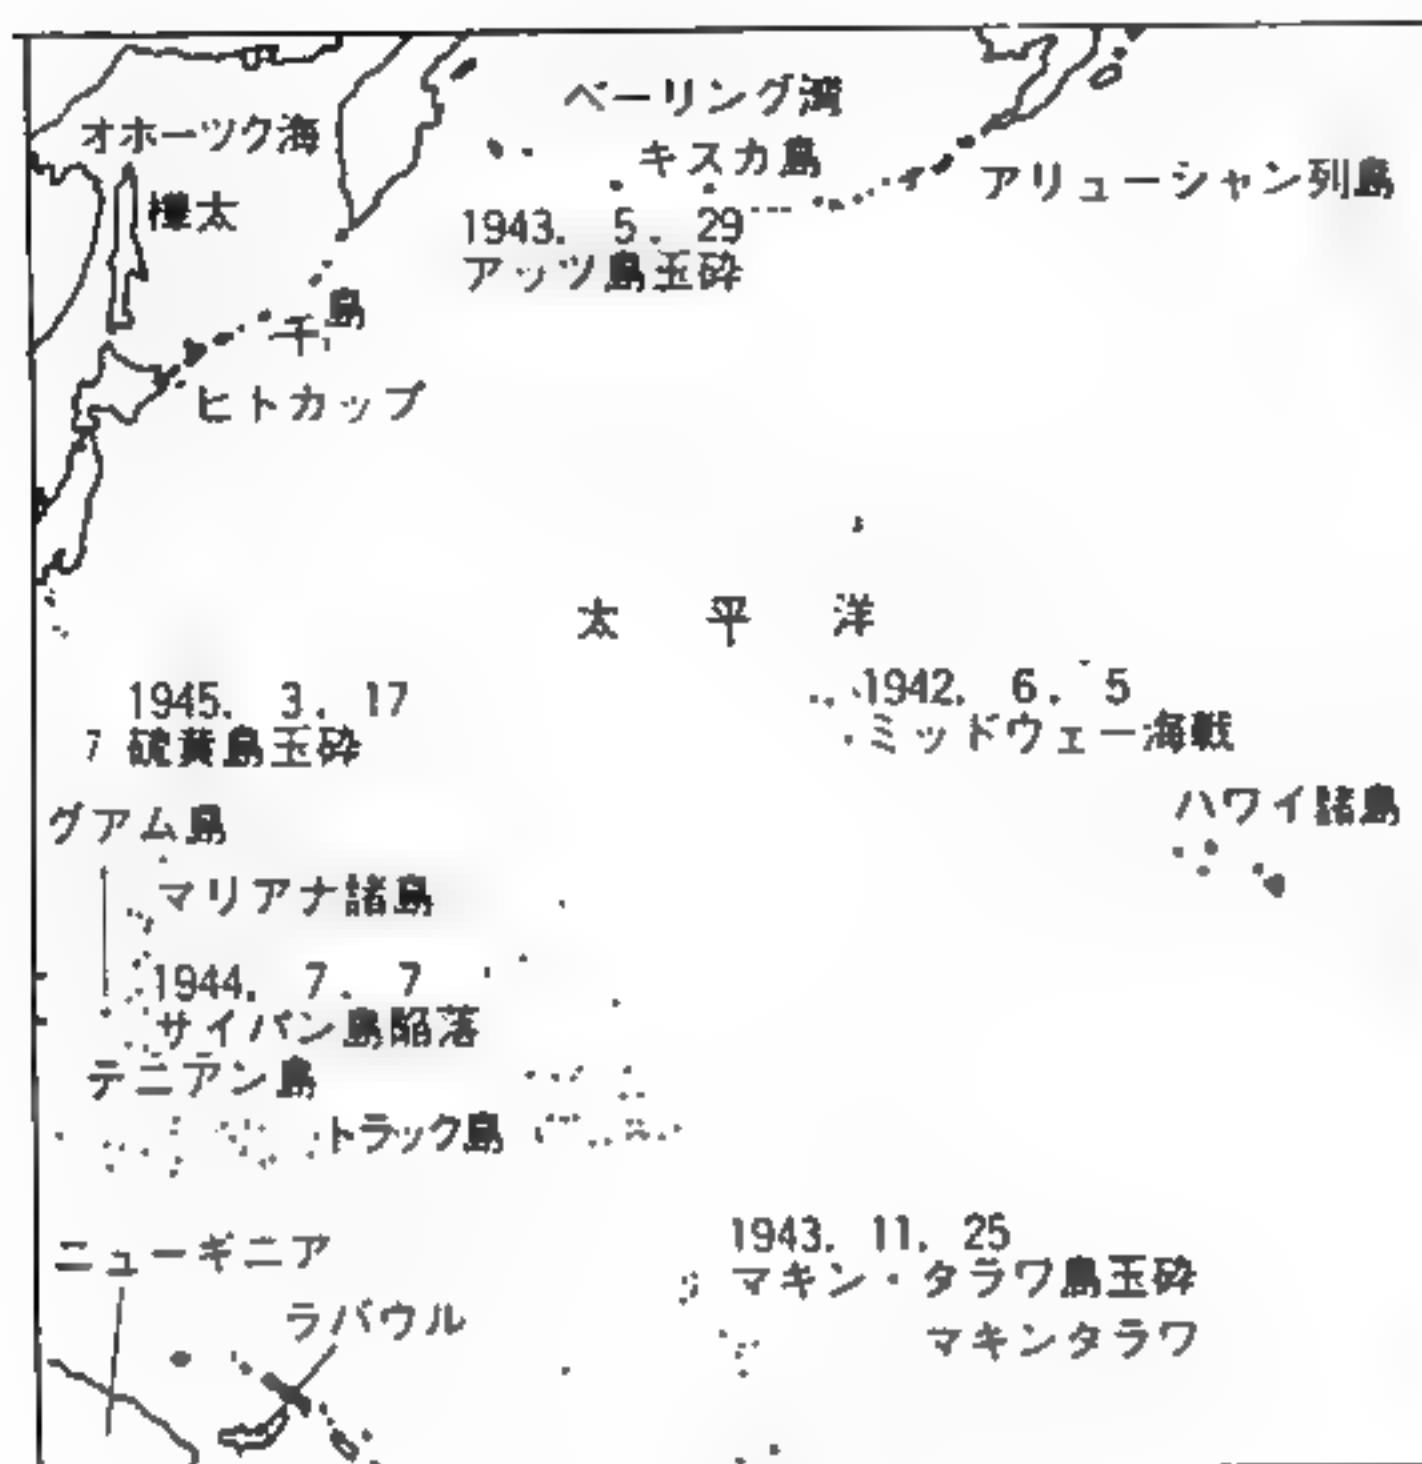 ベーリング湾
オホーツク海
キスカ島
アリューシャン列島
樺太
1943. 5. 29
アッツ島玉砕
千島
ヒトカップ
太平洋
1945. 3. 17
硫黄島玉砕
1942. 6. 5
ミッドウェー海戦
ハワイ諸島
グアム島
マリアナ諸島
1944. 7. 7
サイパン島陥落
テニアン島
トラック島
1943. 11. 25
マキン・タラワ島玉砕
マキンタラワ
ニューギニア
ラバウル